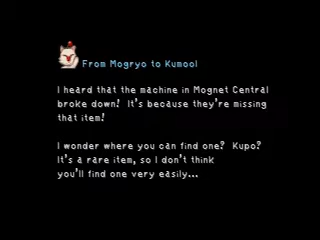 From Mogryo to Kumool
I heard that the machine in Mognet Central
broke down! It's because they're missing
that item!
I wonder where you can find one? Kupo?
It's a rare item, so I don't think
you'll find one very easily...